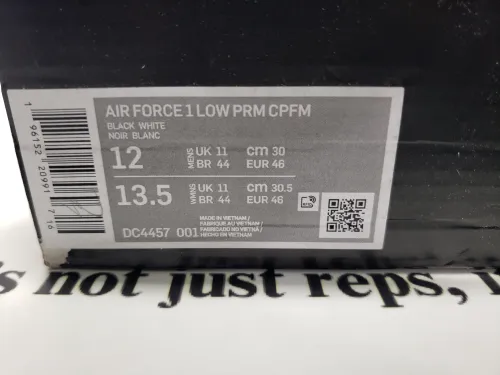 AIR FORCE 1 LOW PRM CPFM
BLACK WHITE
NOIR BLANC
12 MENS UK 11 cm 30
BR 44 EUR 46
13.5 WMNS UK 11 cm 30.5
BR 44 EUR 46
MADE IN VIETNAM /
FABRIQUE AU VIETNAM /
FABRICADO NO VIETNÃ /
HECHO EN VIETNAM
DC4457 001
1 96152 20991 7 16
's not just reps,